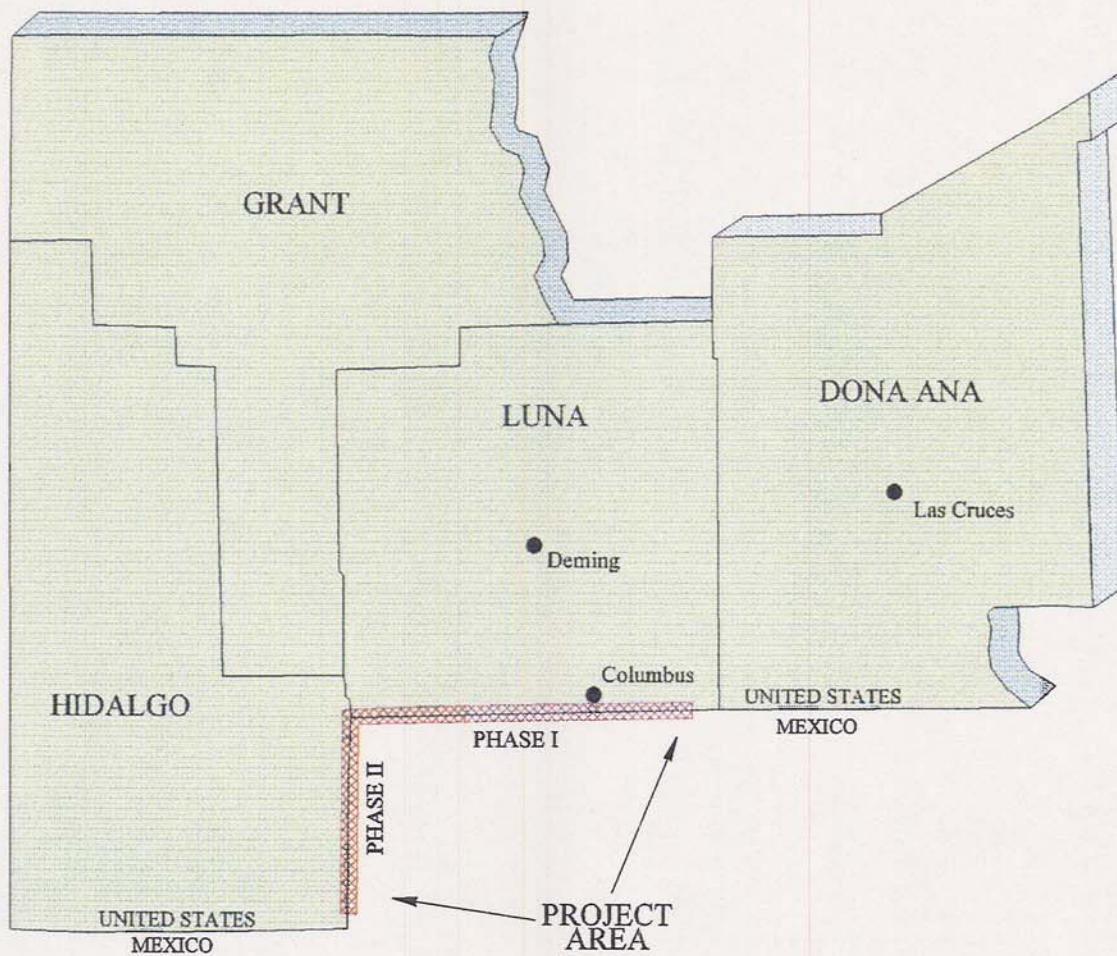 GRANT
LUNA
DONA ANA
Las Cruces
Deming
Columbus
HIDALGO
UNITED STATES
MEXICO
PHASE I
PHASE II
PROJECT
AREA
UNITED STATES
MEXICO